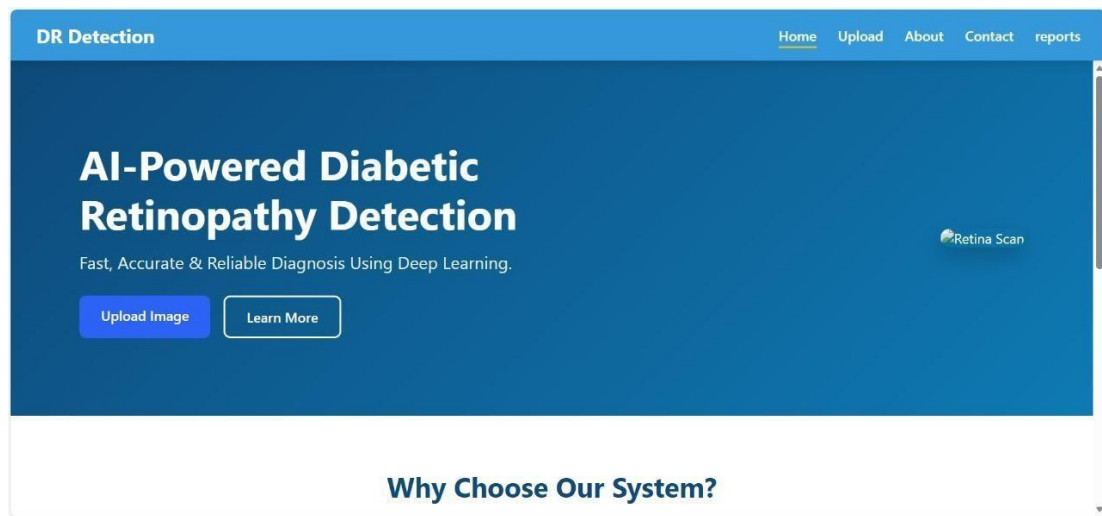 DR Detection
Home Upload About Contact reports
AI-Powered Diabetic
Retinopathy Detection
Retina Scan
Fast, Accurate & Reliable Diagnosis Using Deep Learning.
Upload Image Learn More
Why Choose Our System?